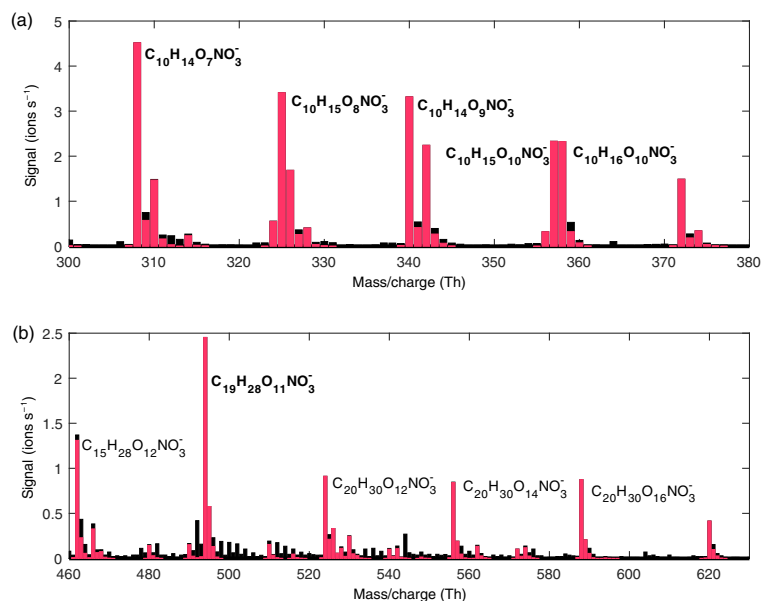 (a)
5
4
3
2
1
0
Signal (ions s⁻¹)
C₁₀H₁₄O₇NO₃⁻
C₁₀H₁₅O₈NO₃⁻
C₁₀H₁₄O₉NO₃⁻
C₁₀H₁₅O₁₀NO₃⁻
C₁₀H₁₆O₁₀NO₃⁻
300 310 320 330 340 350 360 370 380
Mass/charge (Th)
(b)
2.5
2
1.5
1
0.5
0
Signal (ions s⁻¹)
C₁₉H₂₈O₁₁NO₃⁻
C₁₅H₂₈O₁₂NO₃⁻
C₂₀H₃₀O₁₂NO₃⁻
C₂₀H₃₀O₁₄NO₃⁻
C₂₀H₃₀O₁₆NO₃⁻
460 480 500 520 540 560 580 600 620
Mass/charge (Th)